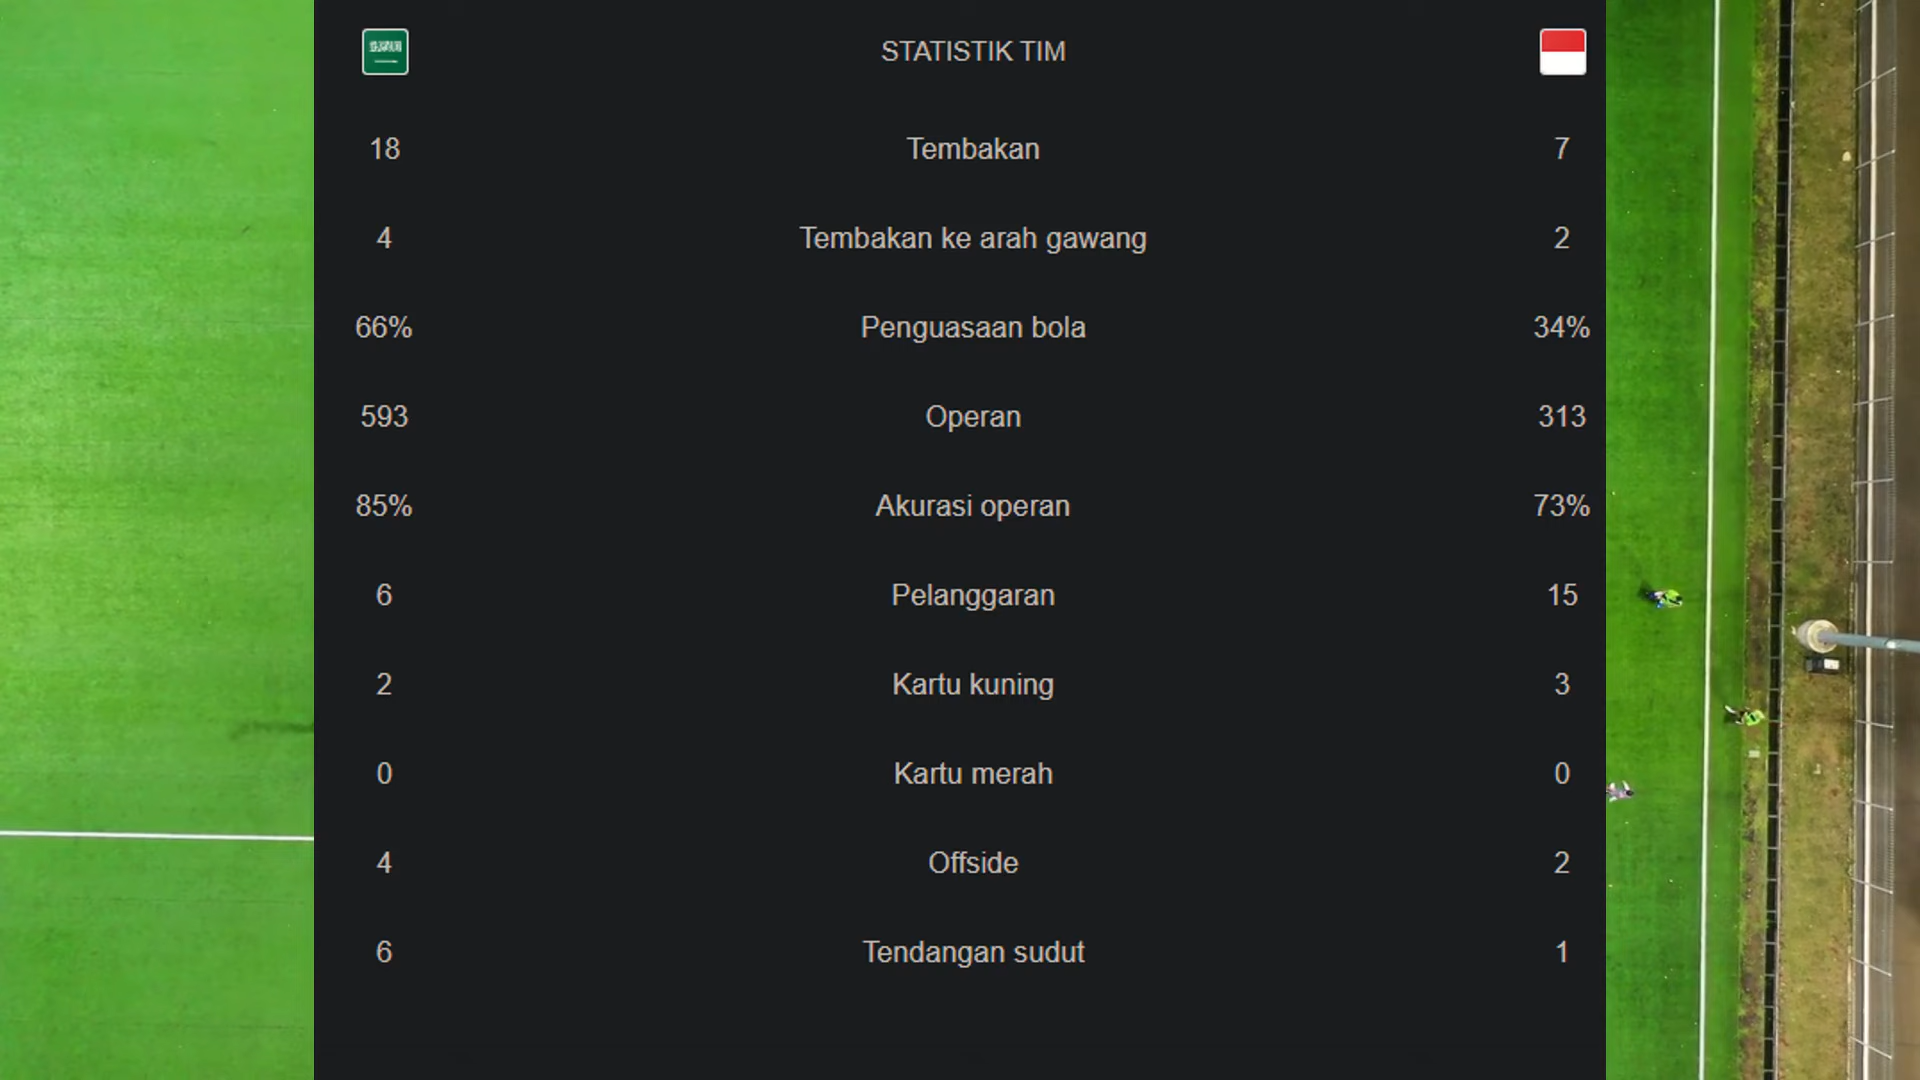 STATISTIK TIM
18 Tembakan 7
4 Tembakan ke arah gawang 2
66% Penguasaan bola 34%
593 Operan 313
85% Akurasi operan 73%
6 Pelanggaran 15
2 Kartu kuning 3
0 Kartu merah 0
4 Offside 2
6 Tendangan sudut 1